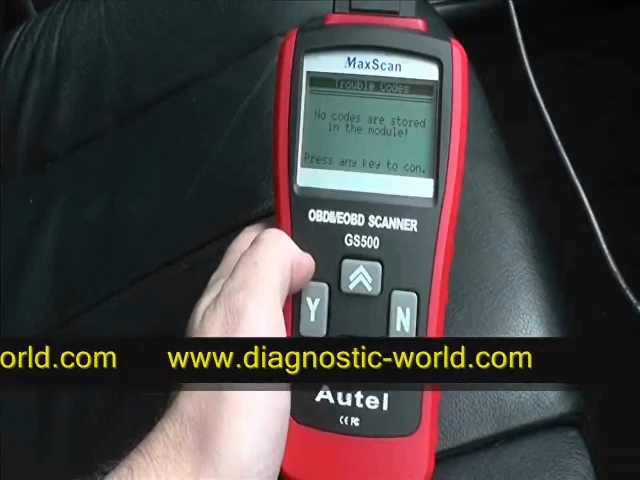 MaxScan
Trouble Codes
No codes are stored
in the module!
Press any key to con.
OBDII/EOBD SCANNER
GS500
Y
N
orld.com www.diagnostic-world.com
Autel
CE FC